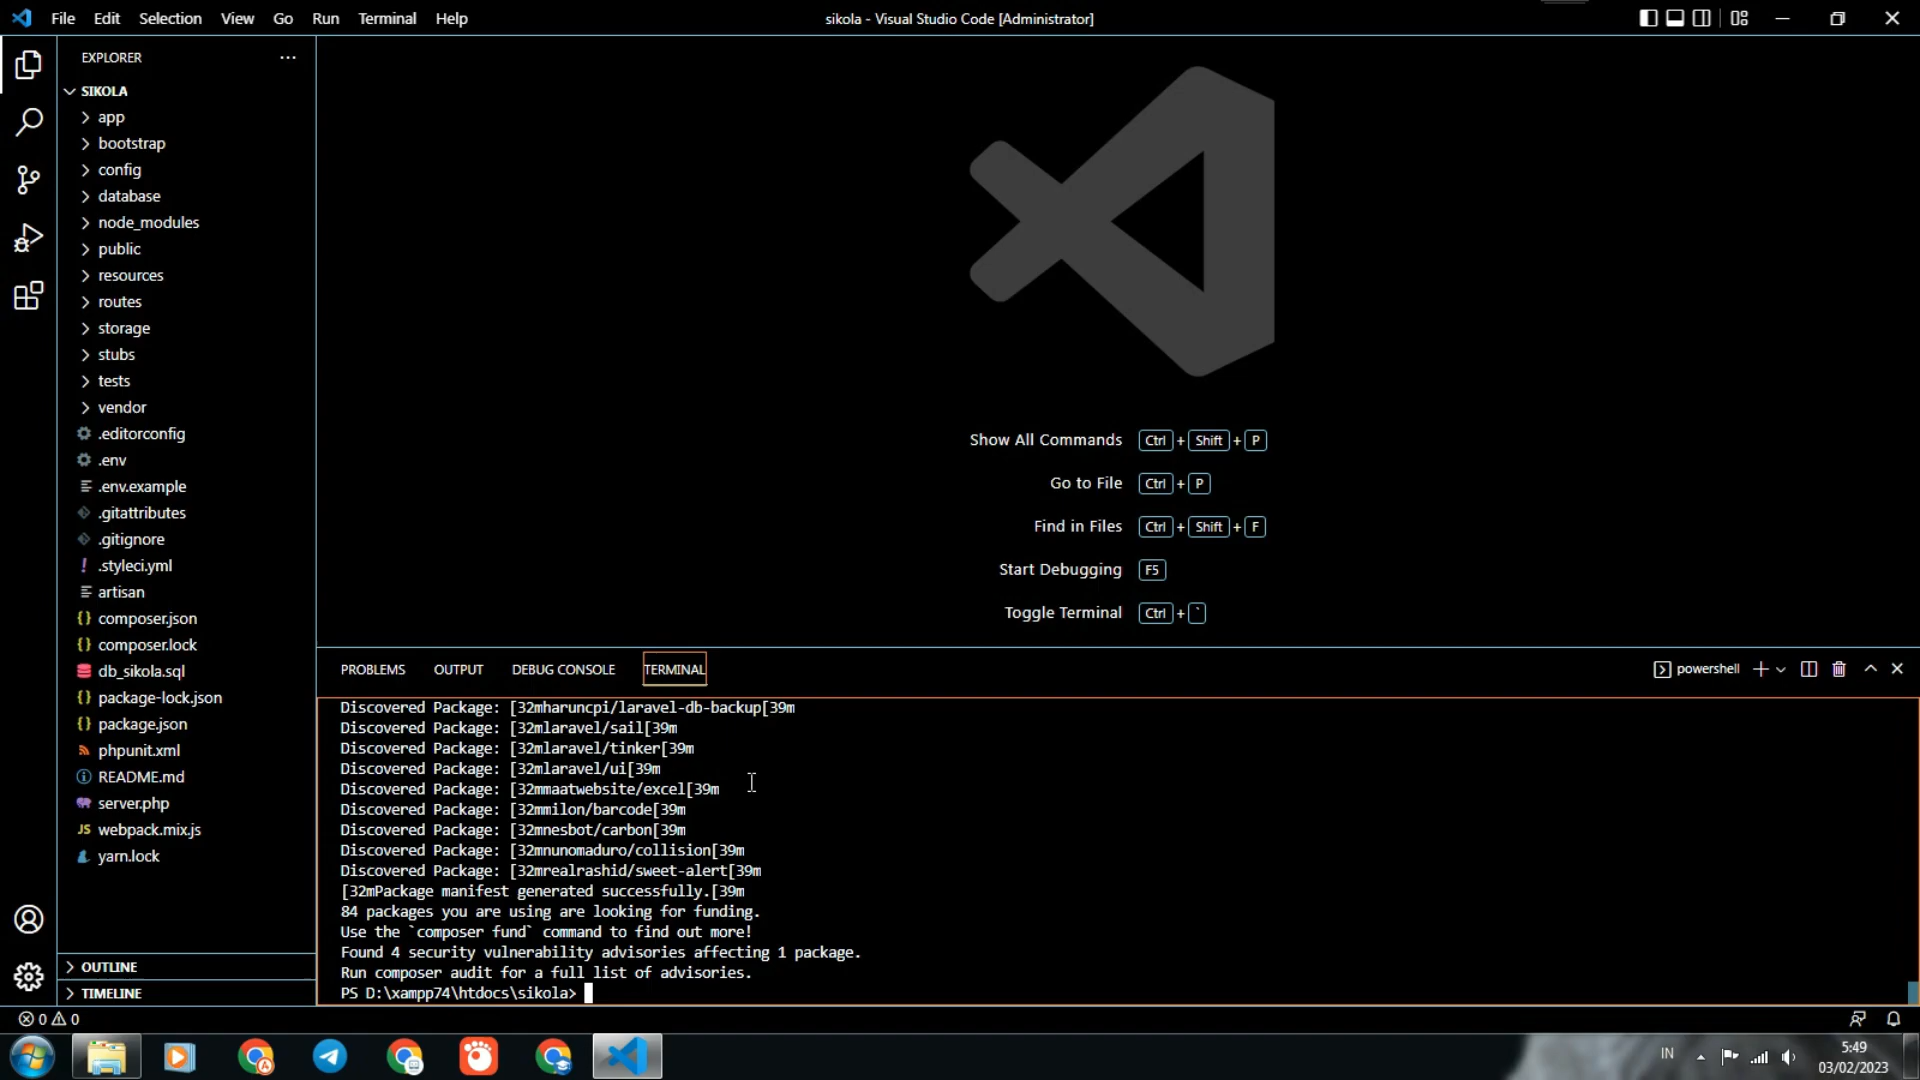 File Edit Selection View Go Run Terminal Help
sikola - Visual Studio Code [Administrator]
EXPLORER
SIKOLA
app
bootstrap
config
database
node_modules
public
resources
routes
storage
stubs
tests
vendor
.editorconfig
.env
.env.example
.gitattributes
.gitignore
! .styleci.yml
artisan
{} composer.json
{} composer.lock
db_sikola.sql
{} package-lock.json
{} package.json
phpunit.xml
README.md
server.php
JS webpack.mix.js
yarn.lock
OUTLINE
TIMELINE
Show All Commands Ctrl + Shift + P
Go to File Ctrl + P
Find in Files Ctrl + Shift + F
Start Debugging F5
Toggle Terminal Ctrl + `
PROBLEMS OUTPUT DEBUG CONSOLE TERMINAL
powershell
Discovered Package: [32mharuncpi/laravel-db-backup[39m
Discovered Package: [32mlaravel/sail[39m
Discovered Package: [32mlaravel/tinker[39m
Discovered Package: [32mlaravel/ui[39m
Discovered Package: [32mmaatwebsite/excel[39m
Discovered Package: [32mmilon/barcode[39m
Discovered Package: [32mnesbot/carbon[39m
Discovered Package: [32mnunomaduro/collision[39m
Discovered Package: [32mrealrashid/sweet-alert[39m
[32mPackage manifest generated successfully.[39m
84 packages you are using are looking for funding.
Use the `composer fund` command to find out more!
Found 4 security vulnerability advisories affecting 1 package.
Run composer audit for a full list of advisories.
PS D:\xampp74\htdocs\sikola>
0 0
IN
5:49
03/02/2023